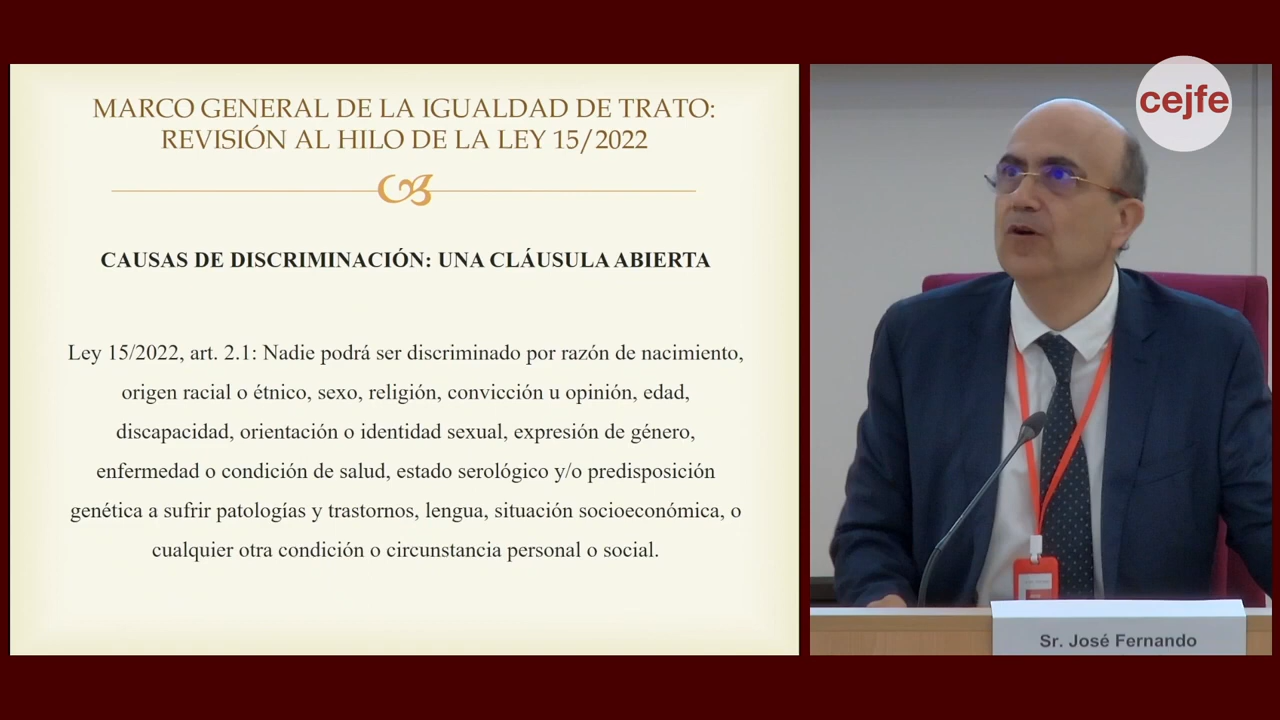 MARCO GENERAL DE LA IGUALDAD DE TRATO:
REVISIÓN AL HILO DE LA LEY 15/2022
CAUSAS DE DISCRIMINACIÓN: UNA CLÁUSULA ABIERTA
Ley 15/2022, art. 2.1: Nadie podrá ser discriminado por razón de nacimiento,
origen racial o étnico, sexo, religión, convicción u opinión, edad,
discapacidad, orientación o identidad sexual, expresión de género,
enfermedad o condición de salud, estado serológico y/o predisposición
genética a sufrir patologías y trastornos, lengua, situación socioeconómica, o
cualquier otra condición o circunstancia personal o social.
cejfe
Sr. José Fernando